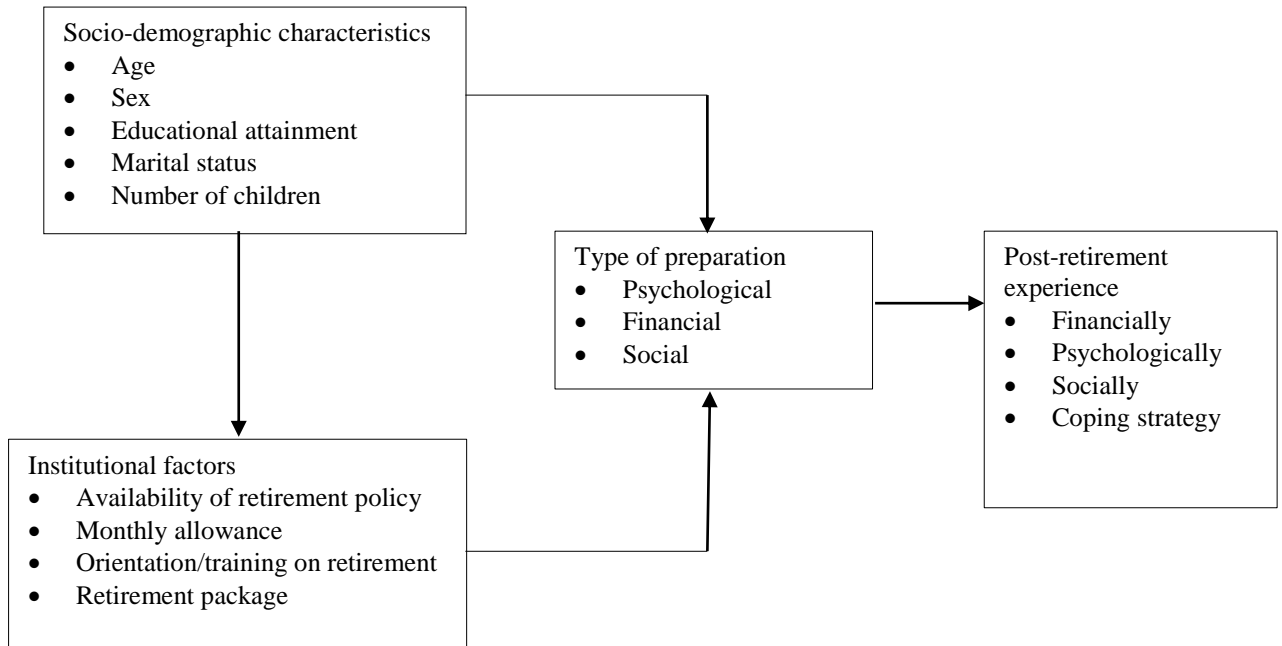 Socio-demographic characteristics
• Age
• Sex
• Educational attainment
• Marital status
• Number of children
Type of preparation
• Psychological
• Financial
• Social
Post-retirement
experience
• Financially
• Psychologically
• Socially
• Coping strategy
Institutional factors
• Availability of retirement policy
• Monthly allowance
• Orientation/training on retirement
• Retirement package